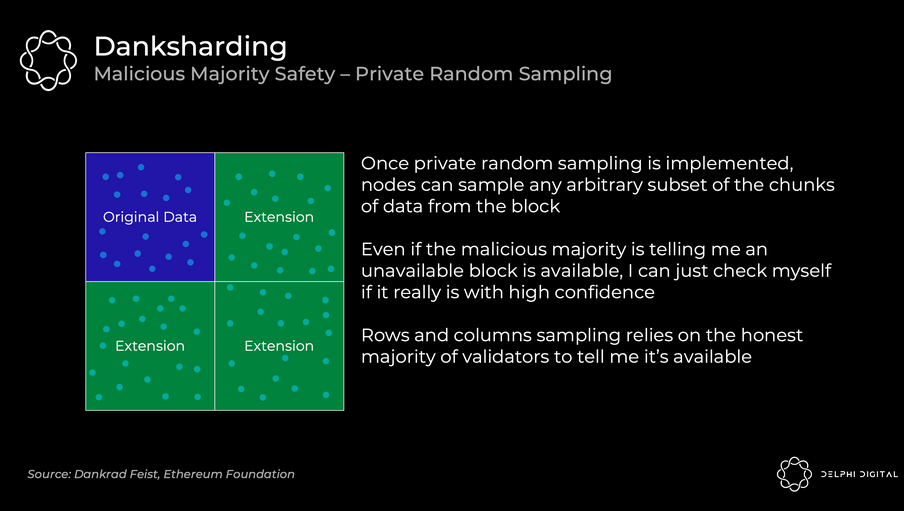 Danksharding
Malicious Majority Safety – Private Random Sampling
Original Data
Extension
Extension
Extension
Once private random sampling is implemented,
nodes can sample any arbitrary subset of the chunks
of data from the block
Even if the malicious majority is telling me an
unavailable block is available, I can just check myself
if it really is with high confidence
Rows and columns sampling relies on the honest
majority of validators to tell me it's available
Source: Dankrad Feist, Ethereum Foundation
DELPHI DIGITAL